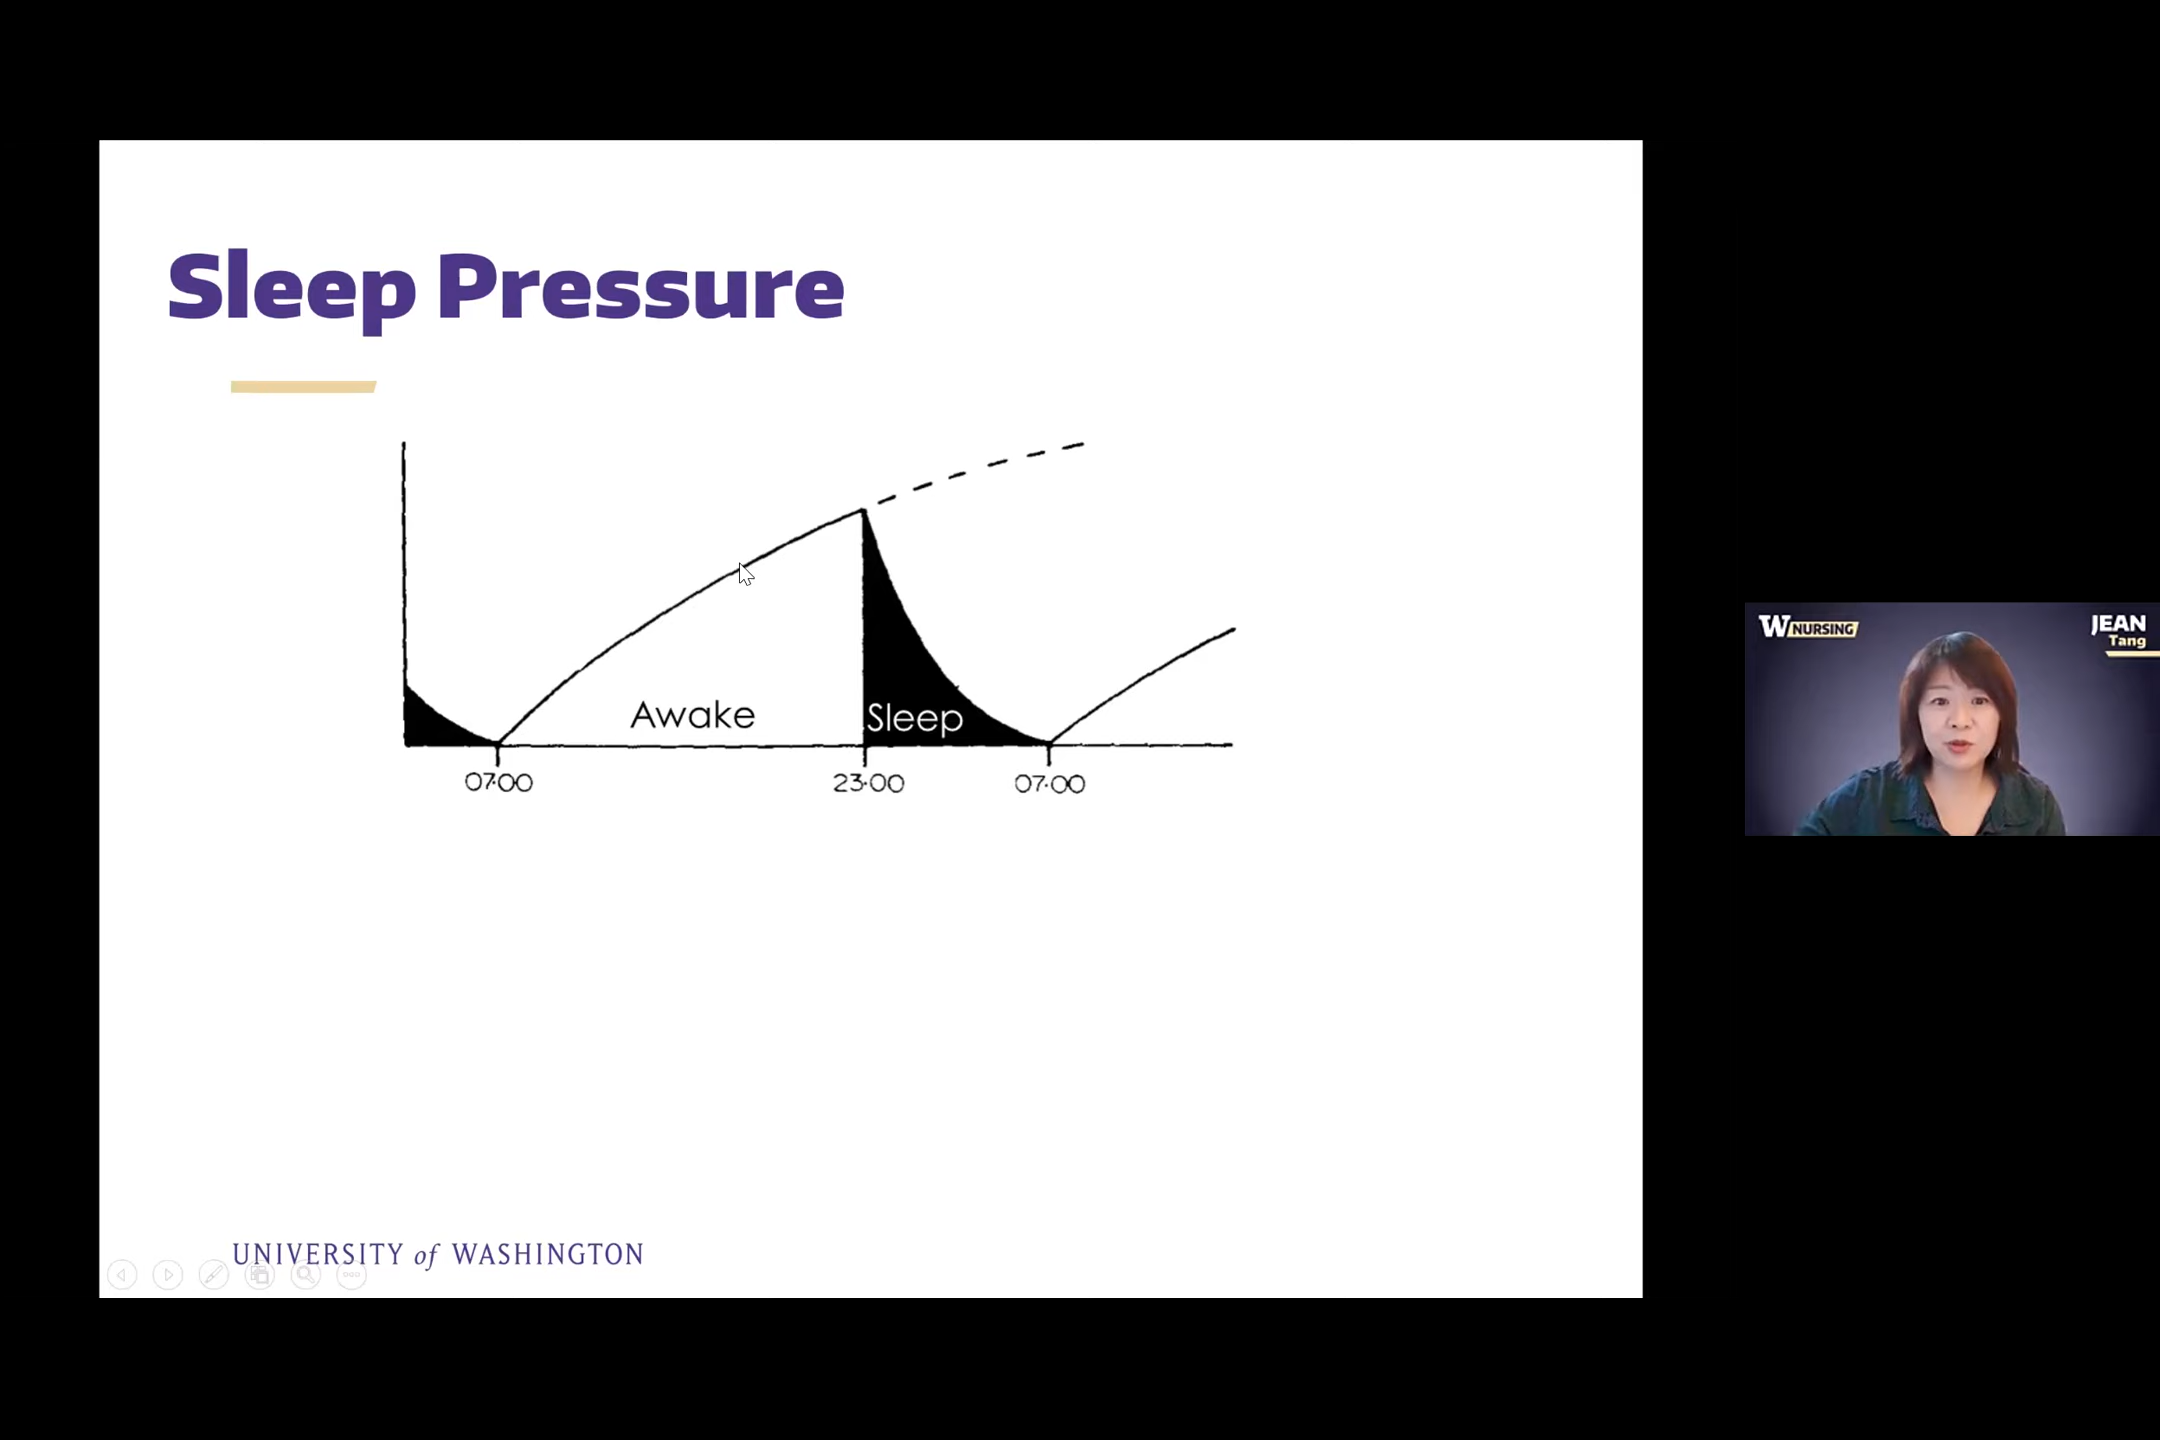 Sleep Pressure
Awake
Sleep
07:00
23:00
07:00
UNIVERSITY of WASHINGTON
W NURSING
JEAN
Tang